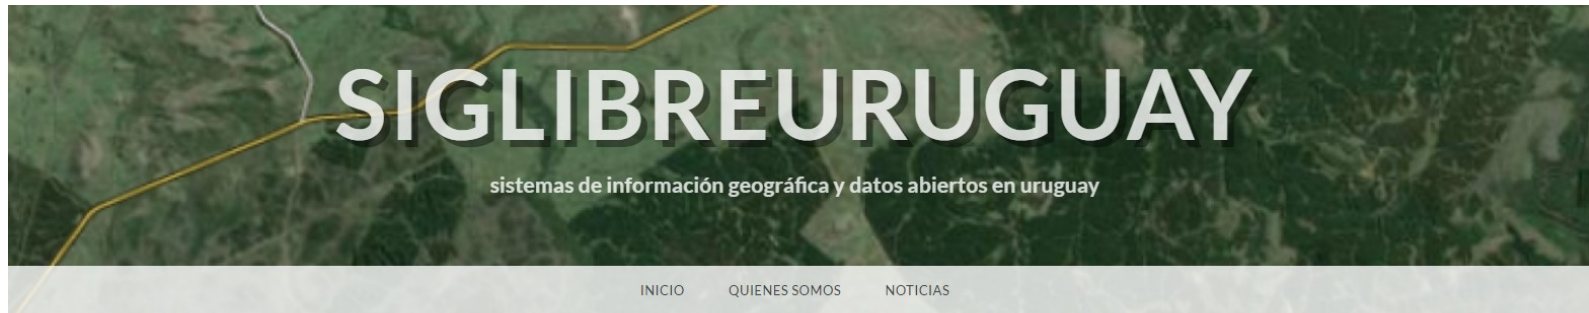 SIGLIBREURUGUAY
sistemas de información geográfica y datos abiertos en uruguay
INICIO QUIENES SOMOS NOTICIAS